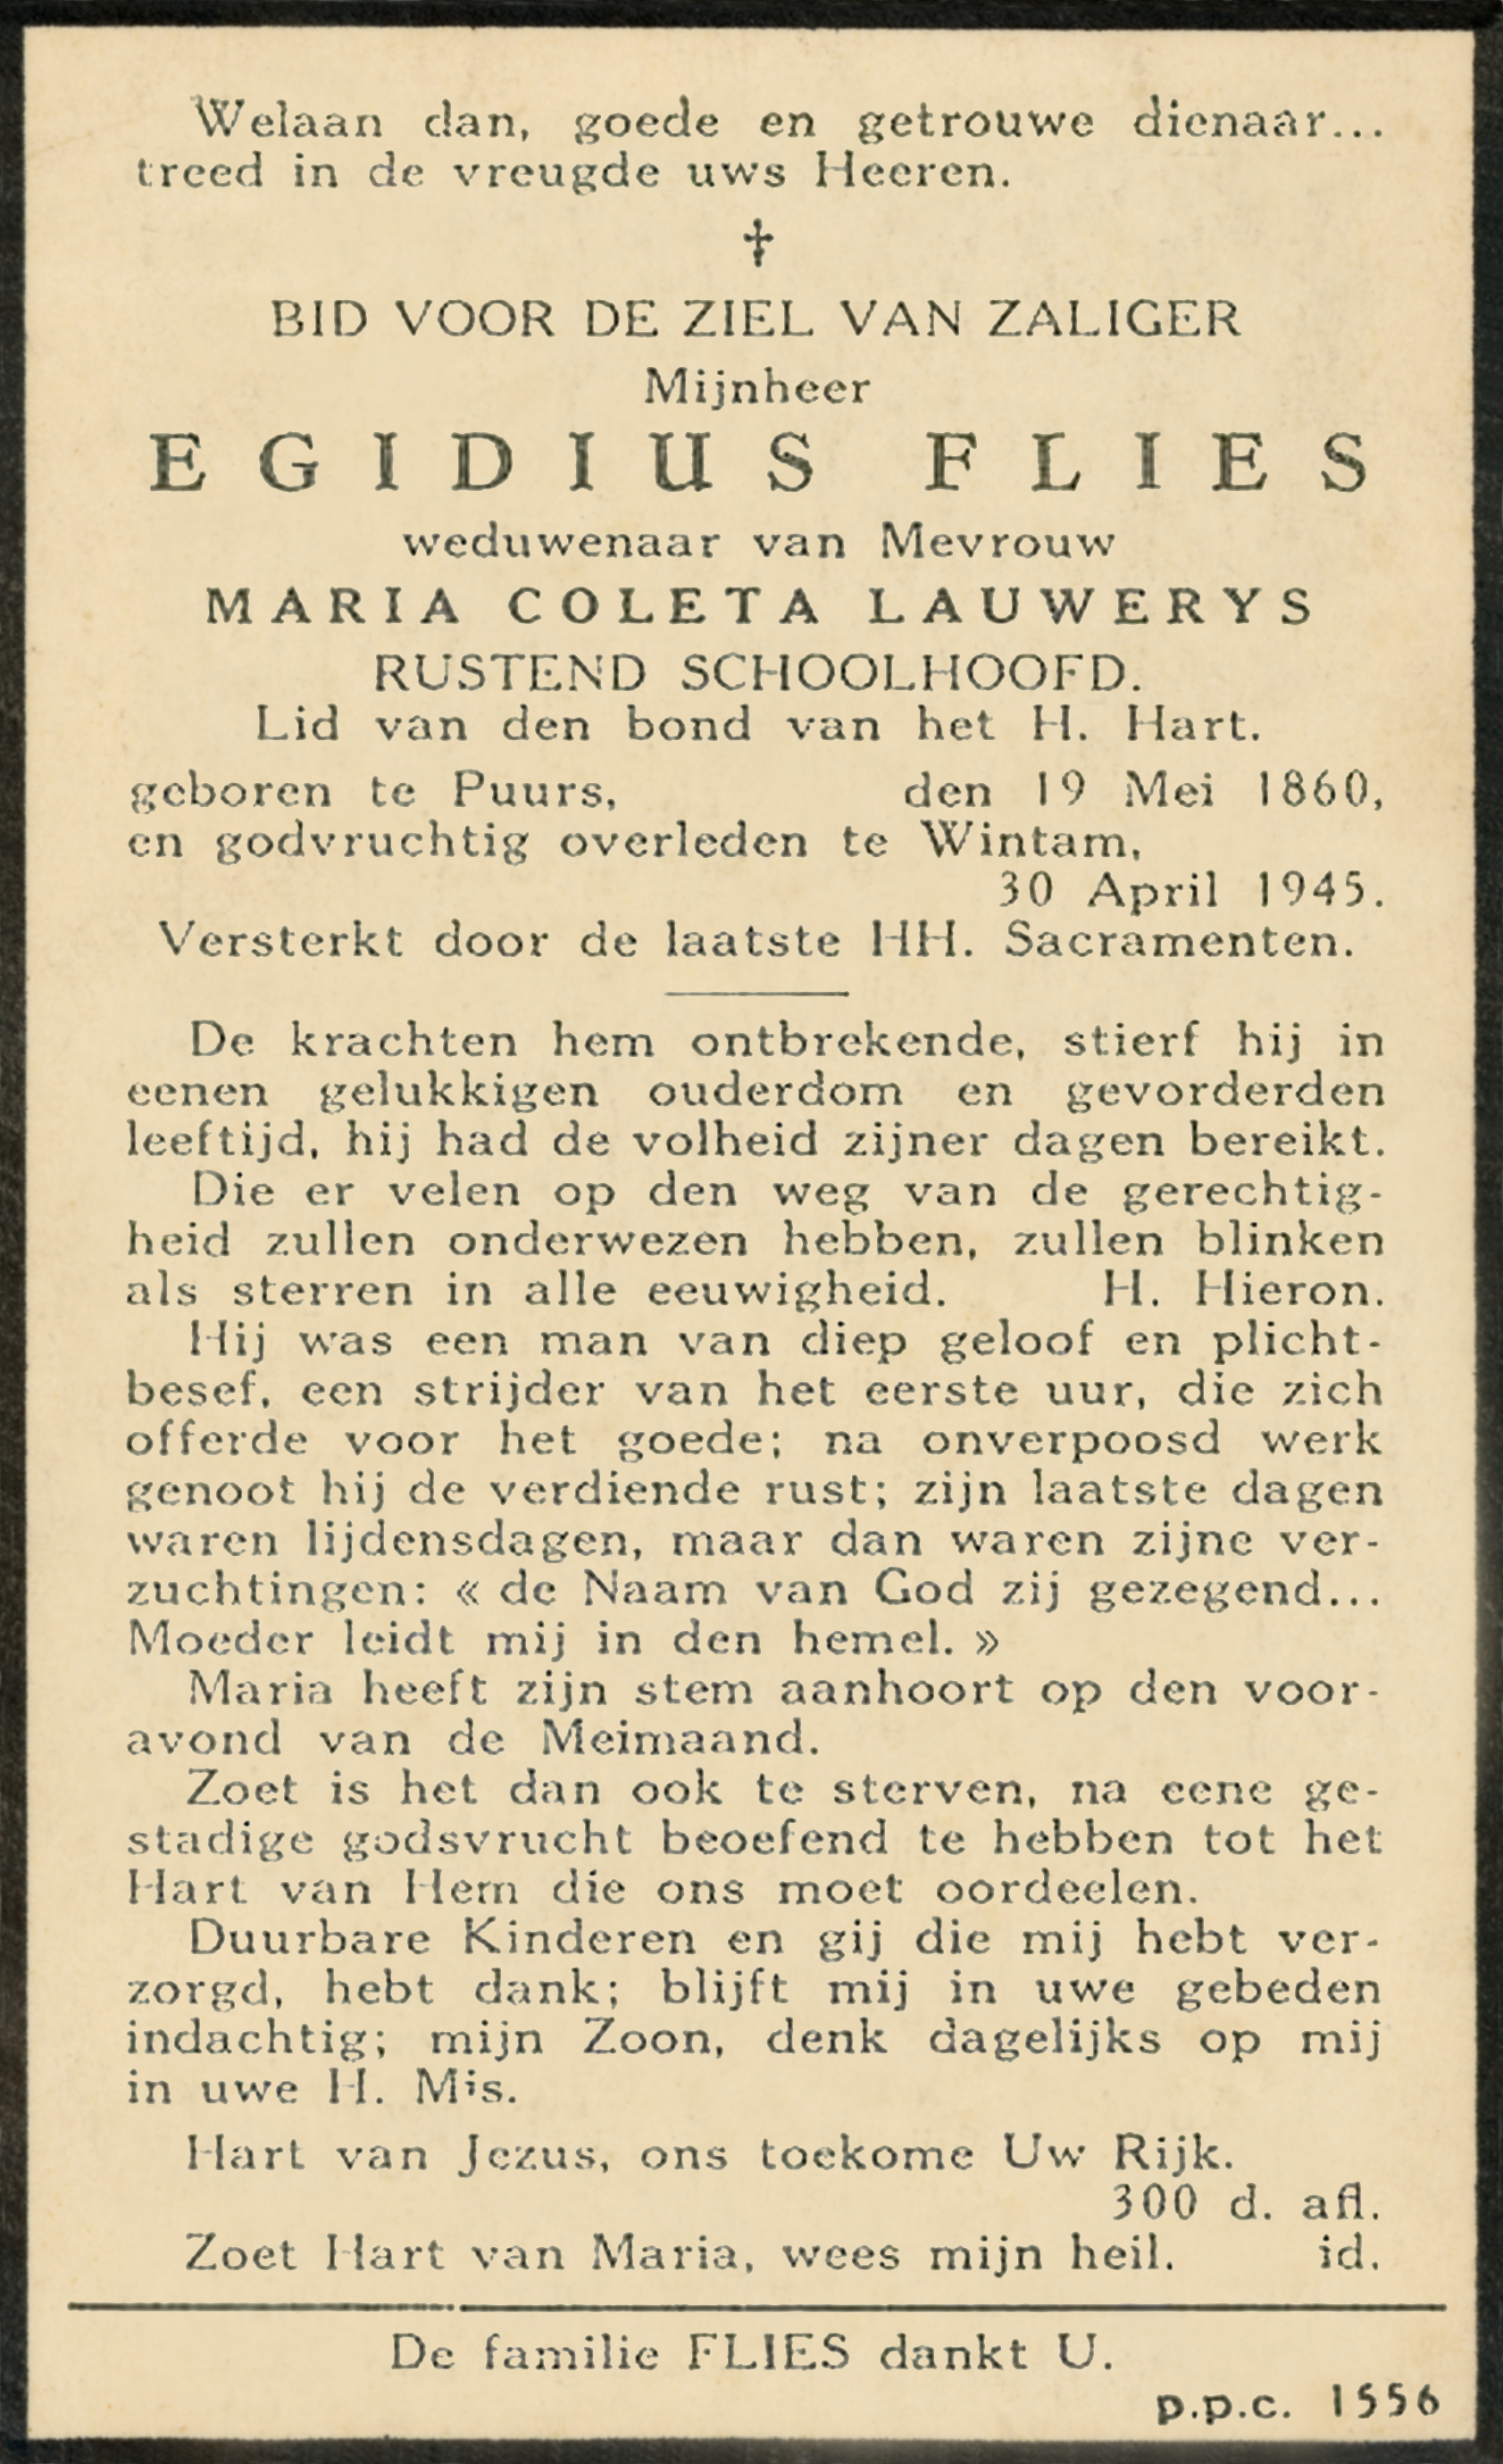 Welaan dan, goede en getrouwe dienaar...
treed in de vreugde uws Heeren.
†
BID VOOR DE ZIEL VAN ZALIGER
Mijnheer
EGIDIUS FLIES
weduwenaar van Mevrouw
MARIA COLETA LAUWERYS
RUSTEND SCHOOLHOOFD.
Lid van den bond van het H. Hart.
geboren te Puurs, den 19 Mei 1860,
en godvruchtig overleden te Wintam,
30 April 1945.
Versterkt door de laatste HH. Sacramenten.
De krachten hem ontbrekende, stierf hij in
eenen gelukkigen ouderdom en gevorderden
leeftijd, hij had de volheid zijner dagen bereikt.
Die er velen op den weg van de gerechtig-
heid zullen onderwezen hebben, zullen blinken
als sterren in alle eeuwigheid. H. Hieron.
Hij was een man van diep geloof en plicht-
besef, een strijder van het eerste uur, die zich
offerde voor het goede; na onverpoosd werk
genoot hij de verdiende rust; zijn laatste dagen
waren lijdensdagen, maar dan waren zijne ver-
zuchtingen: « de Naam van God zij gezegend...
Moeder leidt mij in den hemel. »
Maria heeft zijn stem aanhoort op den voor-
avond van de Meimaand.
Zoet is het dan ook te sterven, na eene ge-
stadige godsvrucht beoefend te hebben tot het
Hart van Hem die ons moet oordeelen.
Duurbare Kinderen en gij die mij hebt ver-
zorgd, hebt dank; blijft mij in uwe gebeden
indachtig; mijn Zoon, denk dagelijks op mij
in uwe H. Mis.
Hart van Jezus, ons toekome Uw Rijk.
300 d. afl.
Zoet Hart van Maria, wees mijn heil. id.
De familie FLIES dankt U.
p.p.c. 1556